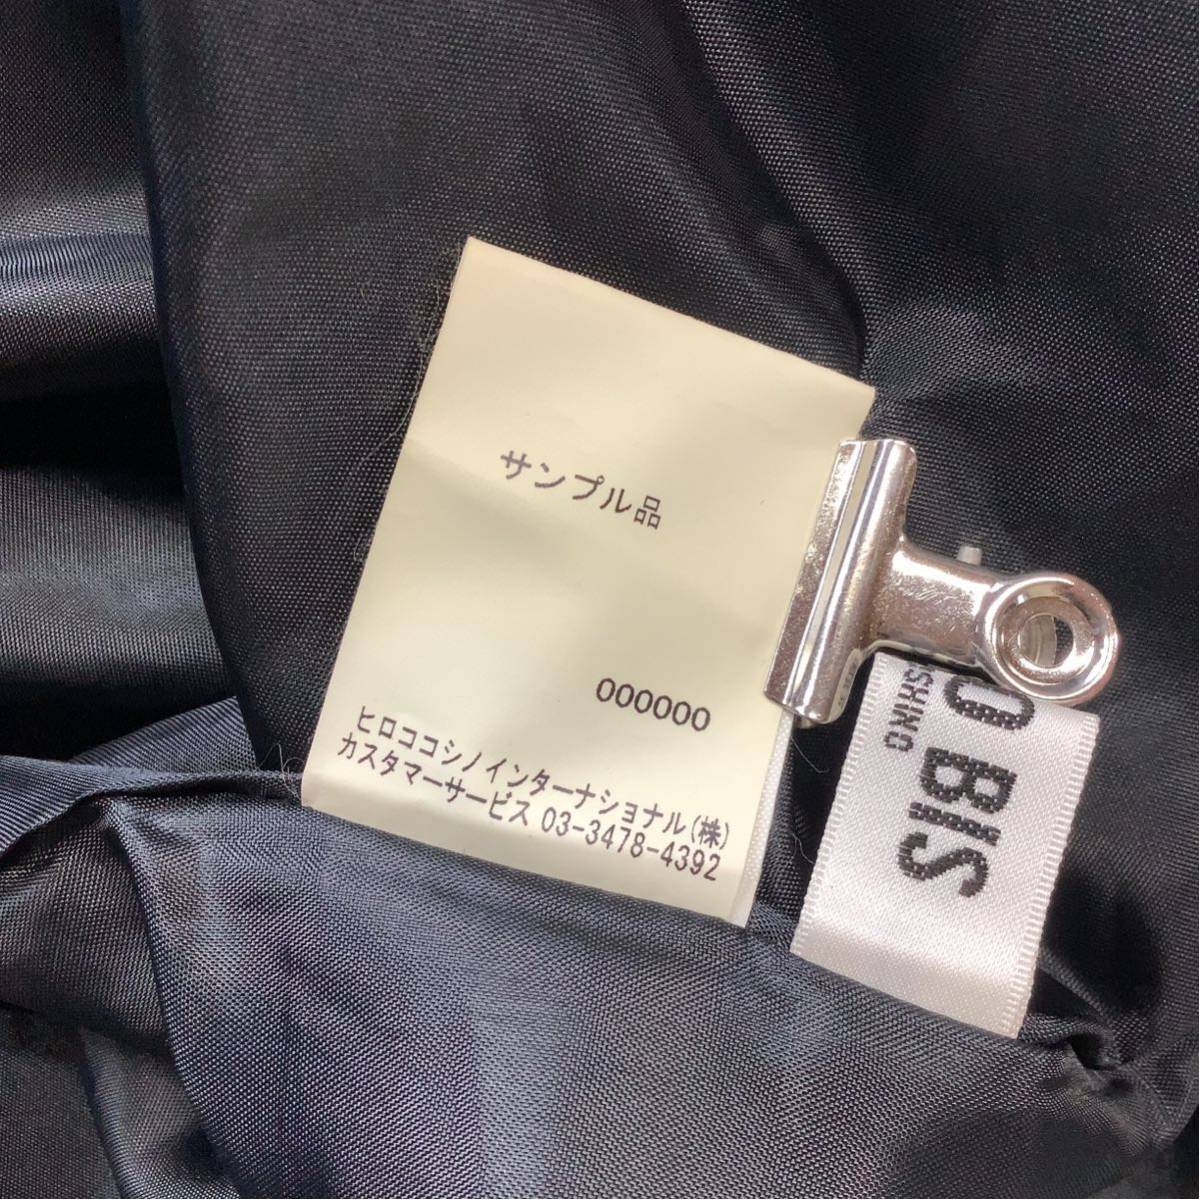 サンプル品
000000
ヒロココシノインターナショナル(株)
カスタマーサービス 03-3478-4392
BIS